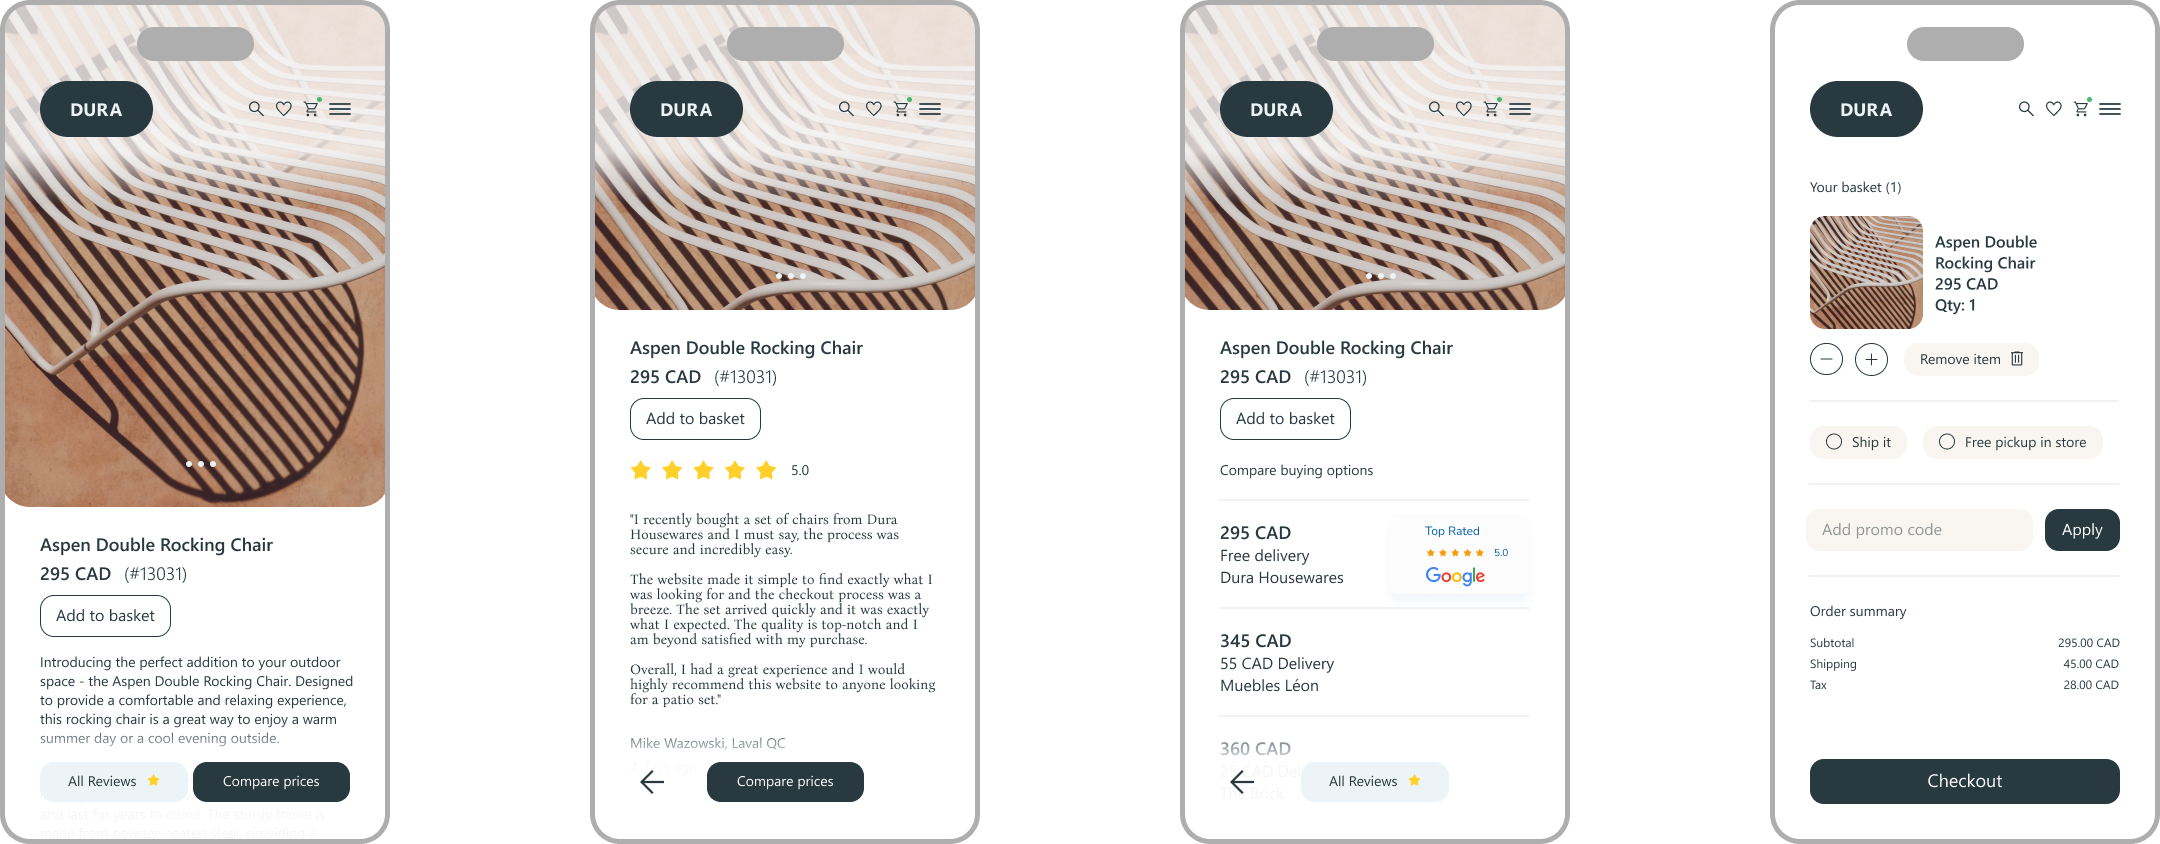 DURA
Aspen Double Rocking Chair
295 CAD (#13031)
Add to basket
Introducing the perfect addition to your outdoor
space - the Aspen Double Rocking Chair. Designed
to provide a comfortable and relaxing experience,
this rocking chair is a great way to enjoy a warm
summer day or a cool evening outside.
All Reviews
Compare prices
and last for years to come. The sturdy frame is
made from powder-coated steel, providing a
DURA
Aspen Double Rocking Chair
295 CAD (#13031)
Add to basket
5.0
"I recently bought a set of chairs from Dura
Housewares and I must say, the process was
secure and incredibly easy.
The website made it simple to find exactly what I
was looking for and the checkout process was a
breeze. The set arrived quickly and it was exactly
what I expected. The quality is top-notch and I
am beyond satisfied with my purchase.
Overall, I had a great experience and I would
highly recommend this website to anyone looking
for a patio set."
Mike Wazowski, Laval QC
Compare prices
DURA
Aspen Double Rocking Chair
295 CAD (#13031)
Add to basket
Compare buying options
295 CAD
Free delivery
Dura Housewares
Top Rated
5.0
Google
345 CAD
55 CAD Delivery
Muebles Léon
360 CAD
25 CAD
The Brick
All Reviews
DURA
Your basket (1)
Aspen Double
Rocking Chair
295 CAD
Qty: 1
Remove item
Ship it
Free pickup in store
Add promo code
Apply
Order summary
Subtotal 295.00 CAD
Shipping 45.00 CAD
Tax 28.00 CAD
Checkout